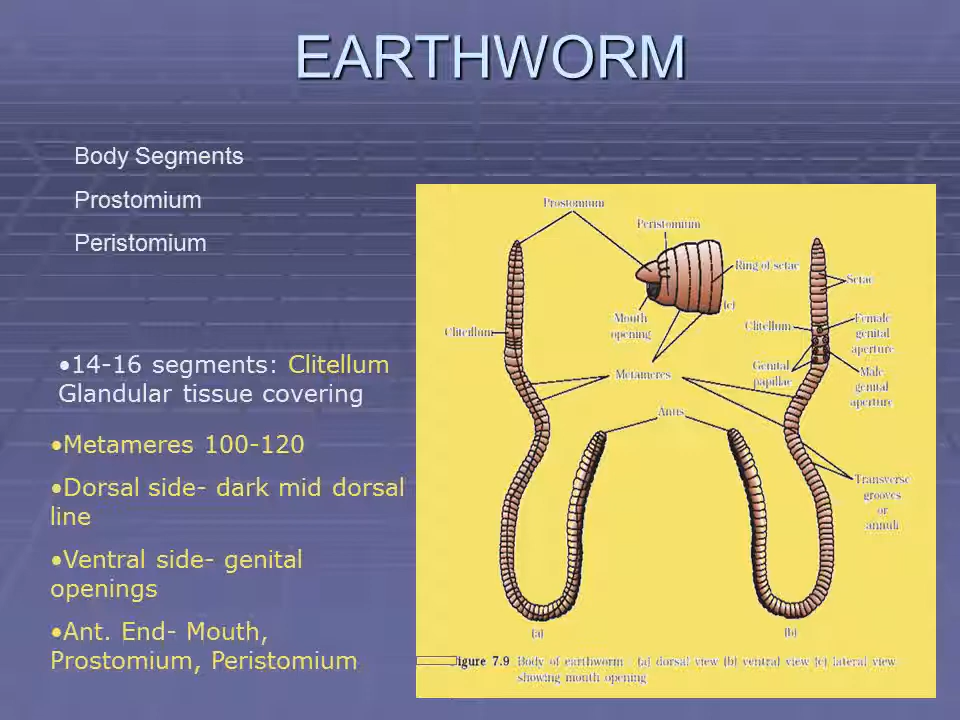 EARTHWORM
Body Segments
Prostomium
Peristomium
•14-16 segments: Clitellum
Glandular tissue covering
•Metameres 100-120
•Dorsal side- dark mid dorsal
line
•Ventral side- genital
openings
•Ant. End- Mouth,
Prostomium, Peristomium
Prostomium
Peristomium
Ring of setae
(c)
Mouth
opening
Setae
Clitellum
Clitellum
Female
genital
aperture
Genital
papillae
Metameres
Male
genital
aperture
Anus
Transverse
grooves
or
annuli
(a)
(b)
Figure 7.9 Body of earthworm : (a) dorsal view (b) ventral view (c) lateral view
showing mouth opening